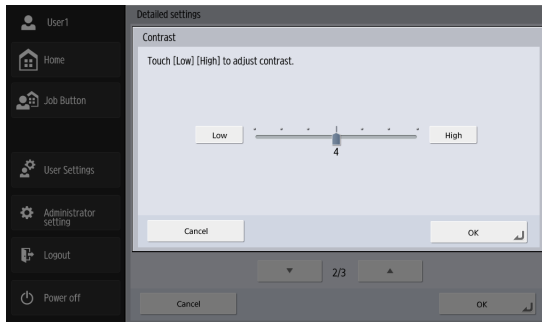 User1
Home
Job Button
User Settings
Administrator
setting
Logout
Power off
Detailed settings
Contrast
Touch [Low] [High] to adjust contrast.
Low
High
4
Cancel
OK
2/3
Cancel
OK